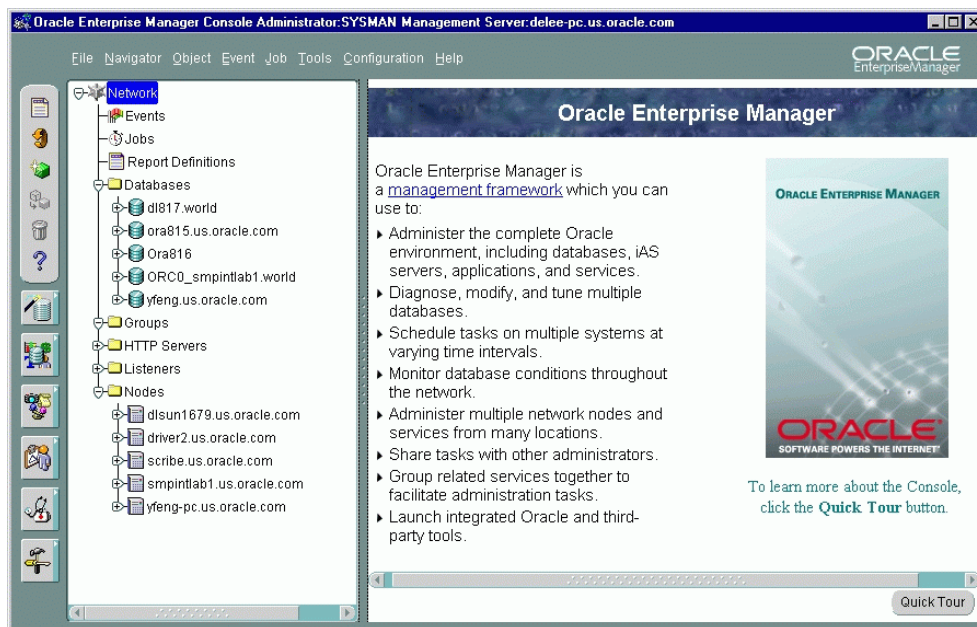 Oracle Enterprise Manager Console Administrator:SYSMAN Management Server:delee-pc.us.oracle.com
File Navigator Object Event Job Tools Configuration Help
ORACLE
EnterpriseManager
Network
Events
Jobs
Report Definitions
Databases
dl817.world
ora815.us.oracle.com
Ora816
ORC0_smpintlab1.world
yfeng.us.oracle.com
Groups
HTTP Servers
Listeners
Nodes
dlsun1679.us.oracle.com
driver2.us.oracle.com
scribe.us.oracle.com
smpintlab1.us.oracle.com
yfeng-pc.us.oracle.com
Oracle Enterprise Manager
Oracle Enterprise Manager is
a management framework which you can
use to:
Administer the complete Oracle
environment, including databases, iAS
servers, applications, and services.
Diagnose, modify, and tune multiple
databases.
Schedule tasks on multiple systems at
varying time intervals.
Monitor database conditions throughout
the network.
Administer multiple network nodes and
services from many locations.
Share tasks with other administrators.
Group related services together to
facilitate administration tasks.
Launch integrated Oracle and third-
party tools.
ORACLE ENTERPRISE MANAGER
ORACLE
SOFTWARE POWERS THE INTERNET
To learn more about the Console,
click the Quick Tour button.
Quick Tour